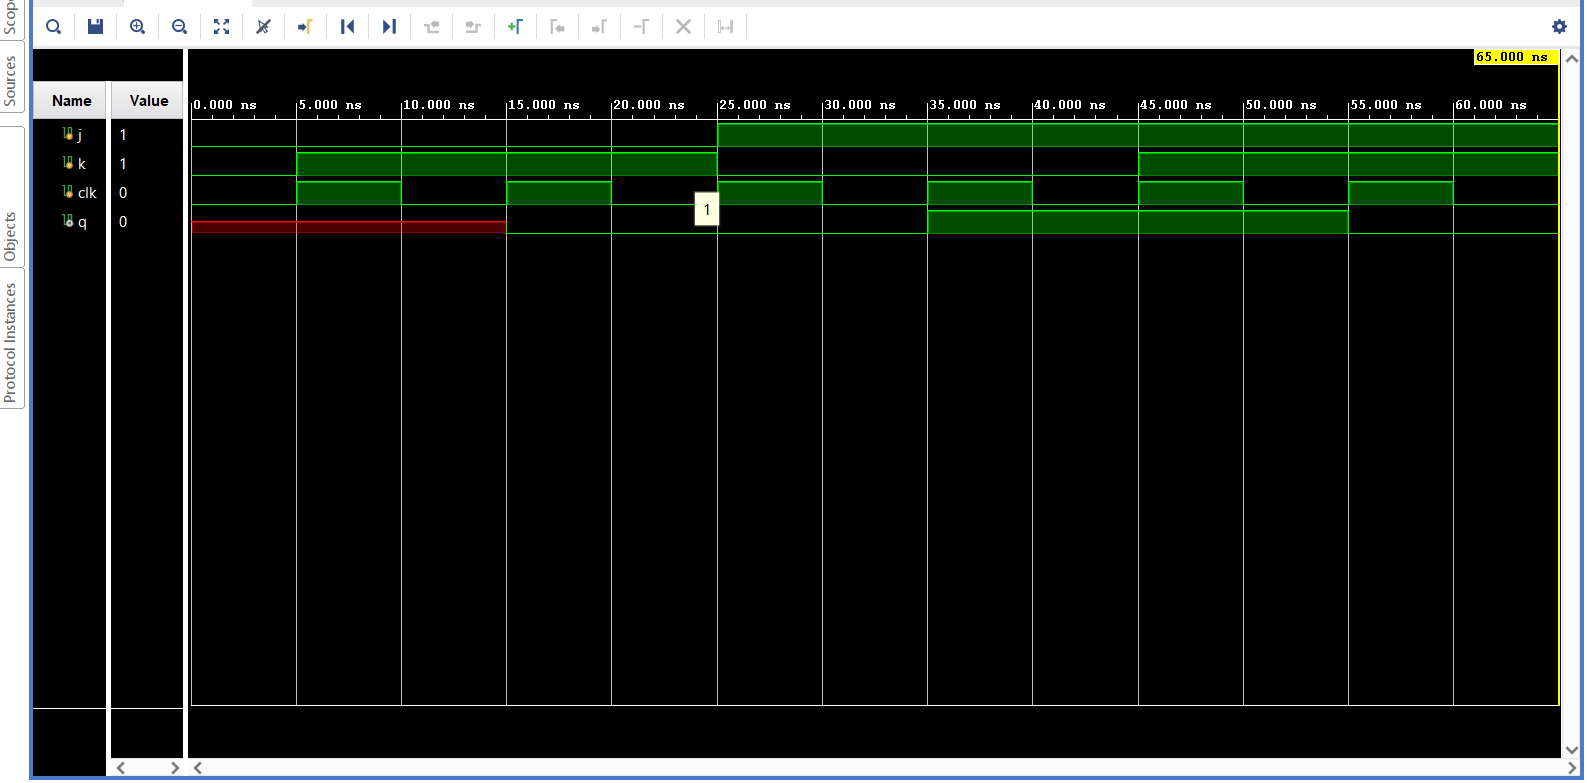 Scop
Sources
Objects
Protocol Instances
65.000 ns
Name Value
0.000 ns 5.000 ns 10.000 ns 15.000 ns 20.000 ns 25.000 ns 30.000 ns 35.000 ns 40.000 ns 45.000 ns 50.000 ns 55.000 ns 60.000 ns
j 1
k 1
clk 0
q 0
1